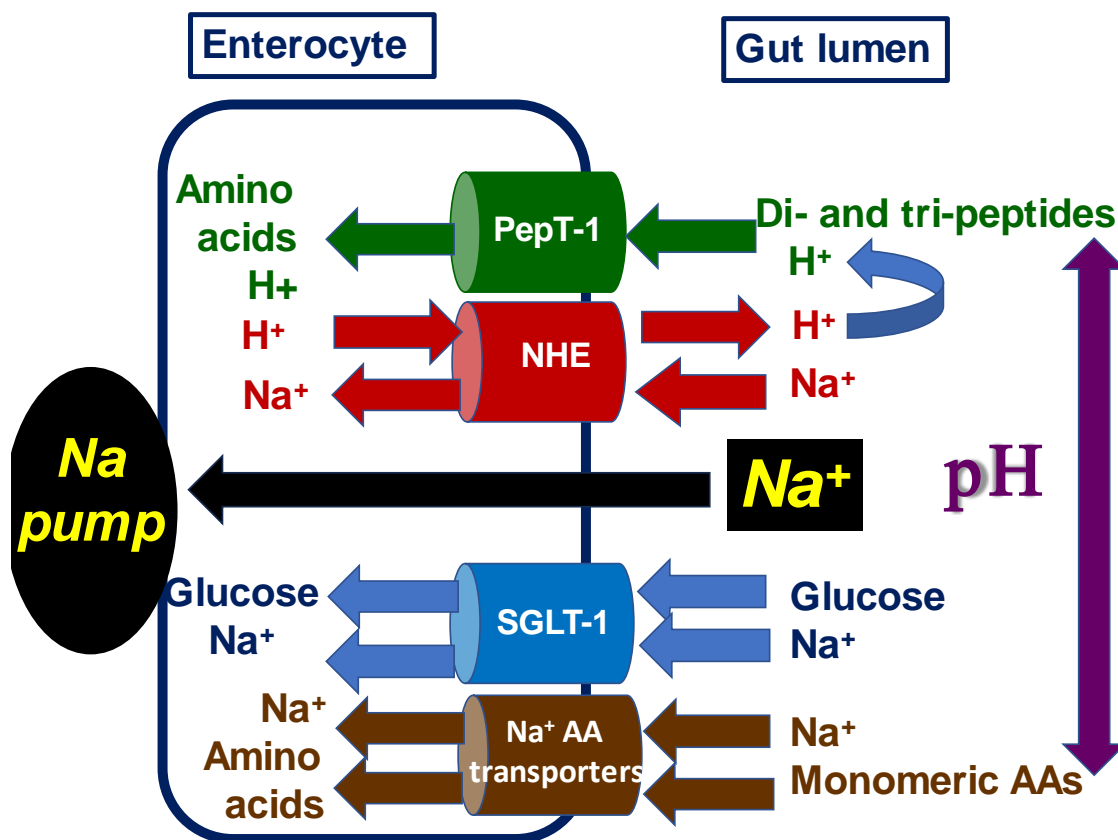 Enterocyte
Gut lumen
Amino
acids
H+
PepT-1
Di- and tri-peptides
H⁺
H⁺
NHE
H⁺
Na⁺
Na⁺
Na
pump
Na⁺
pH
Glucose
Na⁺
SGLT-1
Glucose
Na⁺
Na⁺
Amino
acids
Na⁺ AA
transporters
Na⁺
Monomeric AAs